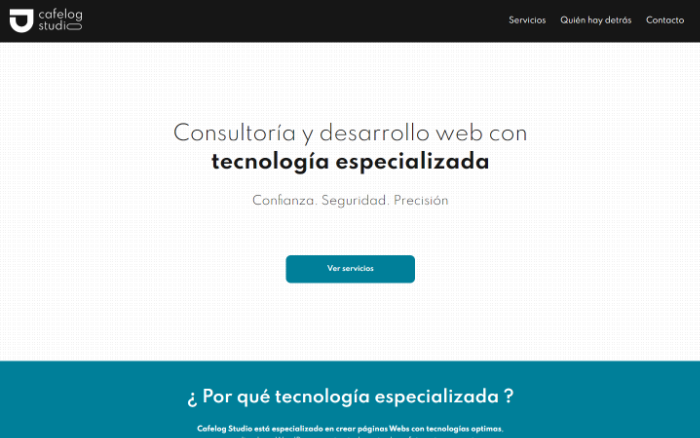 cafelog
studio
Servicios Quién hay detrás Contacto
Consultoría y desarrollo web con
tecnología especializada
Confianza. Seguridad. Precisión
Ver servicios
¿ Por qué tecnología especializada ?
Cafelog Studio está especializado en crear páginas Webs con tecnologías optimas.